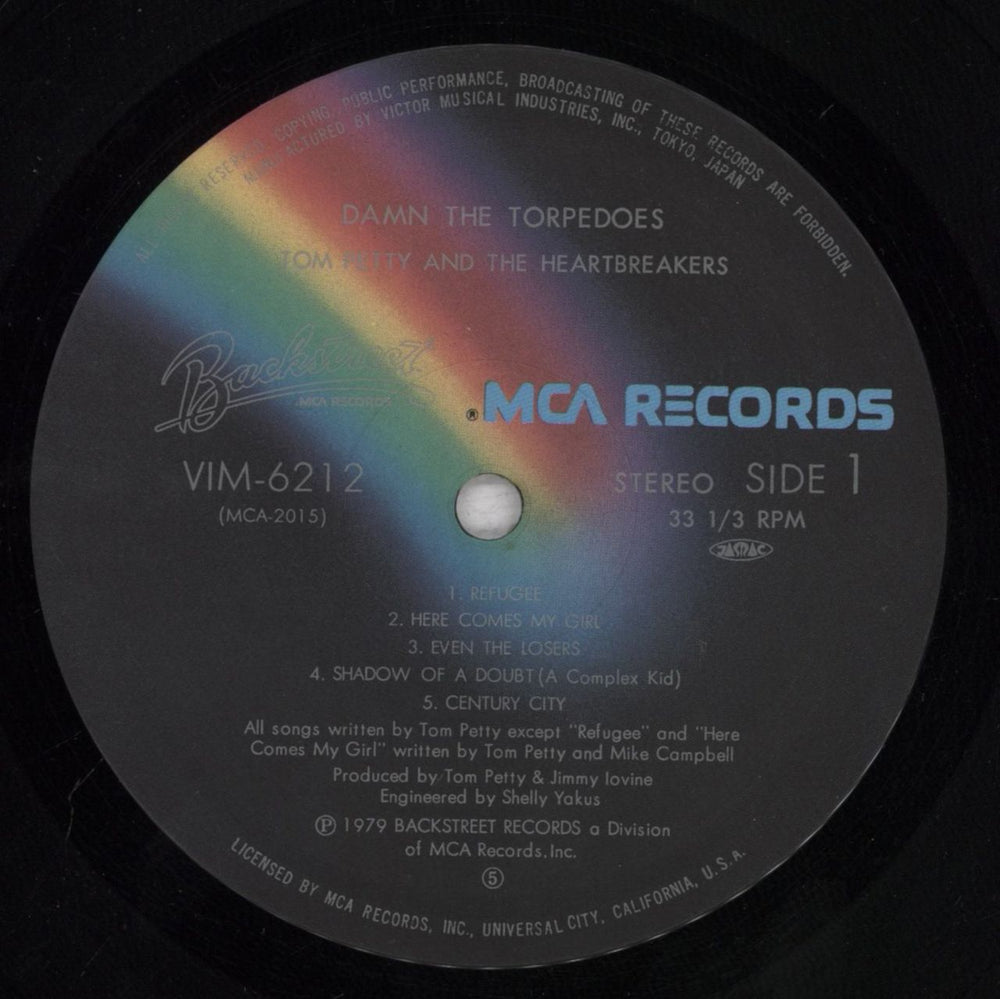 ALL RIGHTS RESERVED. COPYING, PUBLIC PERFORMANCE, BROADCASTING OF THESE RECORDS ARE FORBIDDEN.
MANUFACTURED BY VICTOR MUSICAL INDUSTRIES, INC., TOKYO, JAPAN
DAMN THE TORPEDOES
TOM PETTY AND THE HEARTBREAKERS
Backstreet
MCA RECORDS
® MCA RECORDS
VIM-6212
(MCA-2015)
STEREO SIDE 1
33 1/3 RPM
JASRAC
1. REFUGEE
2. HERE COMES MY GIRL
3. EVEN THE LOSERS
4. SHADOW OF A DOUBT (A Complex Kid)
5. CENTURY CITY
All songs written by Tom Petty except "Refugee" and "Here
Comes My Girl" written by Tom Petty and Mike Campbell
Produced by Tom Petty & Jimmy Iovine
Engineered by Shelly Yakus
Ⓟ 1979 BACKSTREET RECORDS a Division
of MCA Records, Inc.
⑤
LICENSED BY MCA RECORDS, INC., UNIVERSAL CITY, CALIFORNIA, U.S.A.